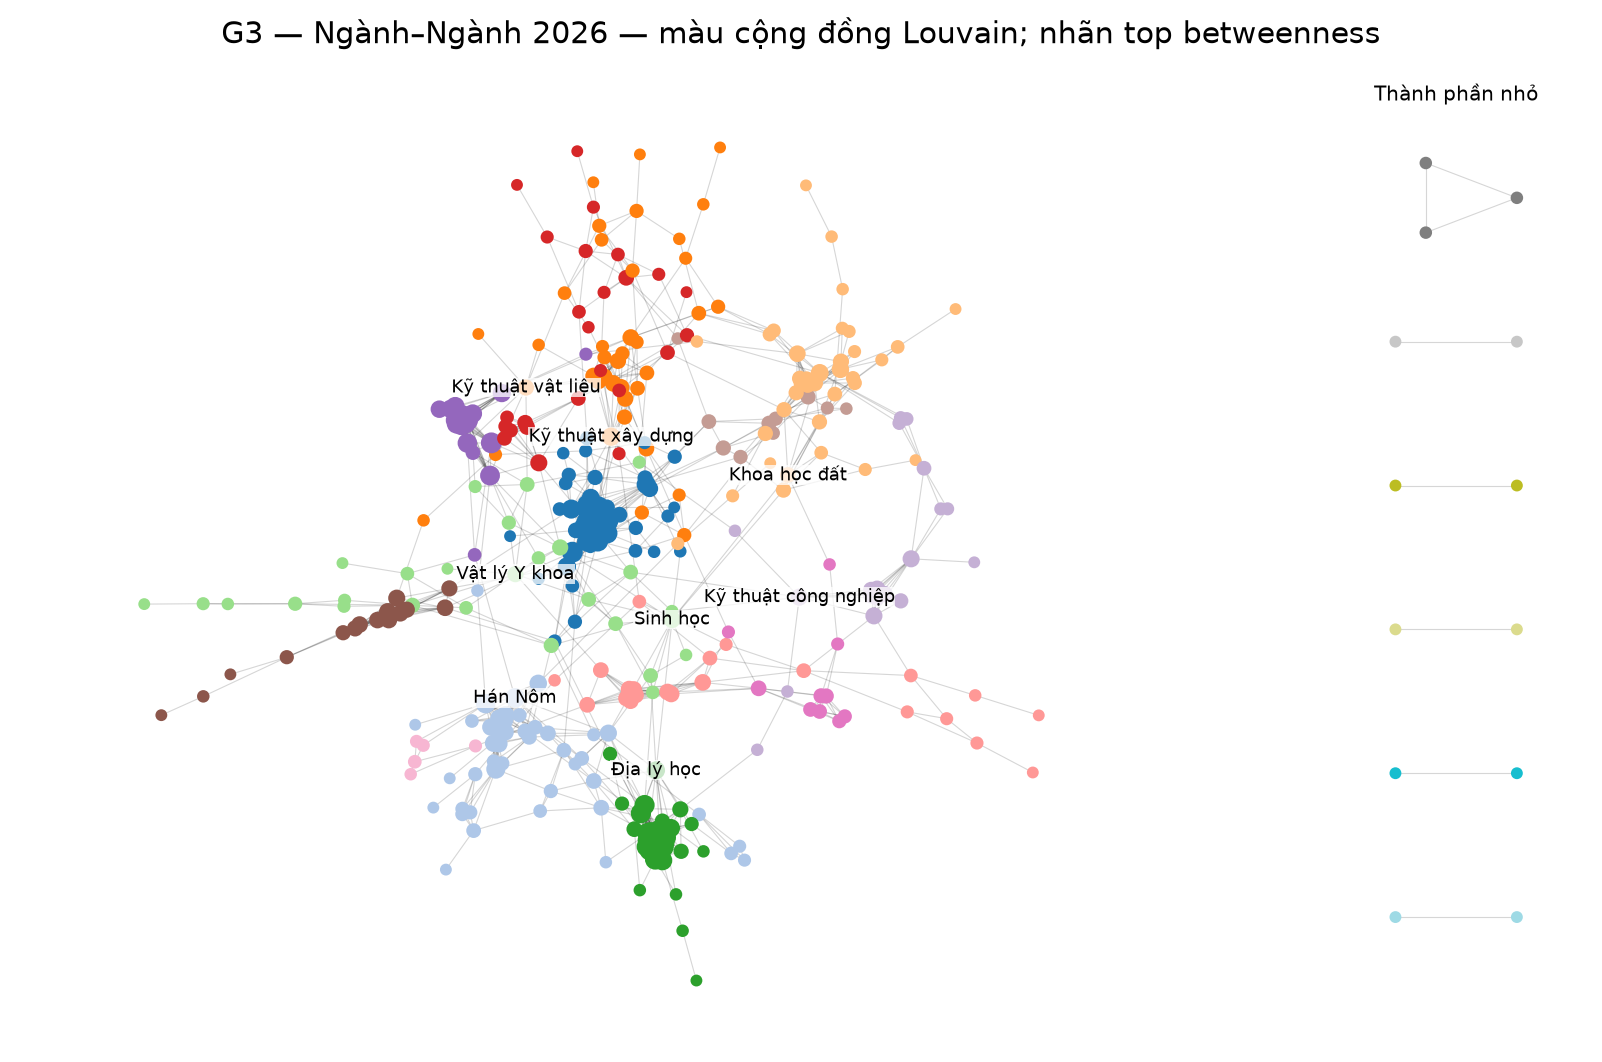 G3 — Ngành–Ngành 2026 — màu cộng đồng Louvain; nhãn top betweenness
Thành phần nhỏ
Kỹ thuật vật liệu
Kỹ thuật xây dựng
Khoa học đất
Vật lý Y khoa
Kỹ thuật công nghiệp
Sinh học
Hán Nôm
Địa lý học